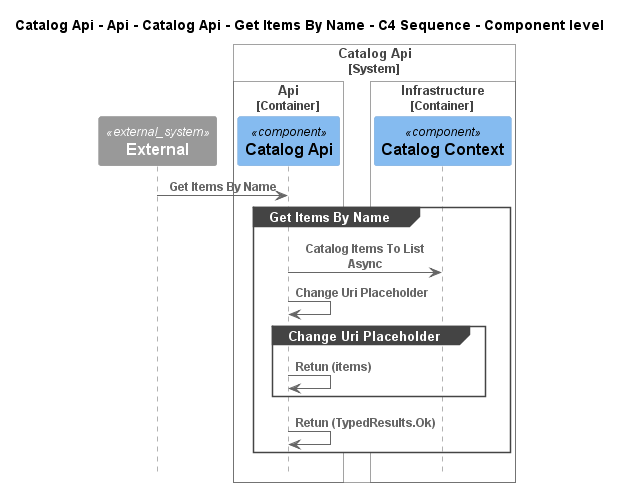 Catalog Api - Api - Catalog Api - Get Items By Name - C4 Sequence - Component level
Catalog Api
[System]
Api
[Container]
Infrastructure
[Container]
«external_system»
External
«component»
Catalog Api
«component»
Catalog Context
Get Items By Name
Get Items By Name
Catalog Items To List
Async
Change Uri Placeholder
Change Uri Placeholder
Retun (items)
Retun (TypedResults.Ok)